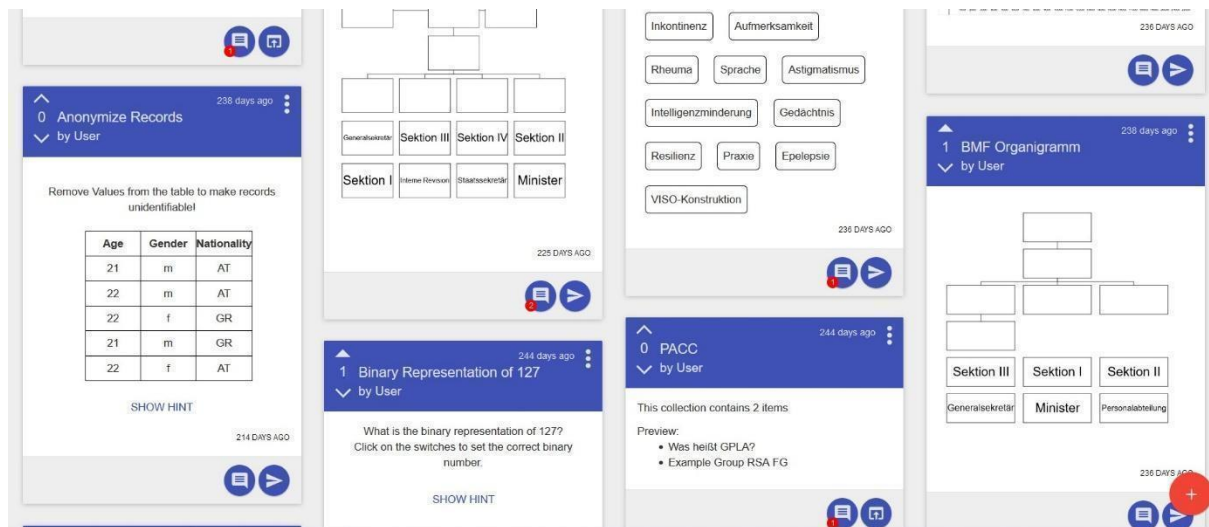 1
238 days ago
0 Anonymize Records
by User
Remove Values from the table to make records
unidentifiable!
Age Gender Nationality
21 m AT
22 m AT
22 f GR
21 m GR
22 f AT
SHOW HINT
214 DAYS AGO
Generalsekretär Sektion III Sektion IV Sektion II
Sektion I Interne Revision Staatssekretär Minister
225 DAYS AGO
2
244 days ago
1 Binary Representation of 127
by User
What is the binary representation of 127?
Click on the switches to set the correct binary
number.
SHOW HINT
Inkontinenz Aufmerksamkeit
Rheuma Sprache Astigmatismus
Intelligenzminderung Gedächtnis
Resilienz Praxie Epelepsie
VISO-Konstruktion
236 DAYS AGO
1
244 days ago
0 PACC
by User
This collection contains 2 items
Preview:
• Was heißt GPLA?
• Example Group RSA FG
1
236 DAYS AGO
238 days ago
1 BMF Organigramm
by User
Sektion III Sektion I Sektion II
Generalsekretär Minister Personalabteilung
236 DAYS AGO
+